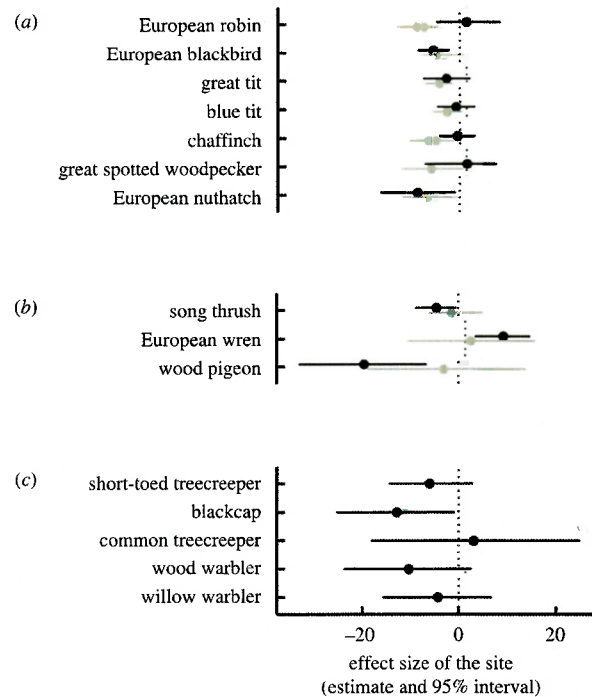 (a)
European robin
European blackbird
great tit
blue tit
chaffinch
great spotted woodpecker
European nuthatch
(b)
song thrush
European wren
wood pigeon
(c)
short-toed treecreeper
blackcap
common treecreeper
wood warbler
willow warbler
–20 0 20
effect size of the site
(estimate and 95% interval)